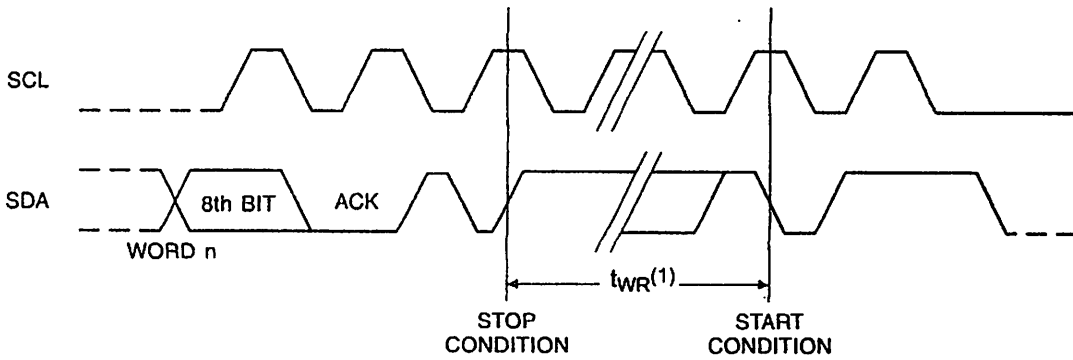 SCL
SDA
8th BIT
ACK
WORD n
tWR(1)
STOP
CONDITION
START
CONDITION